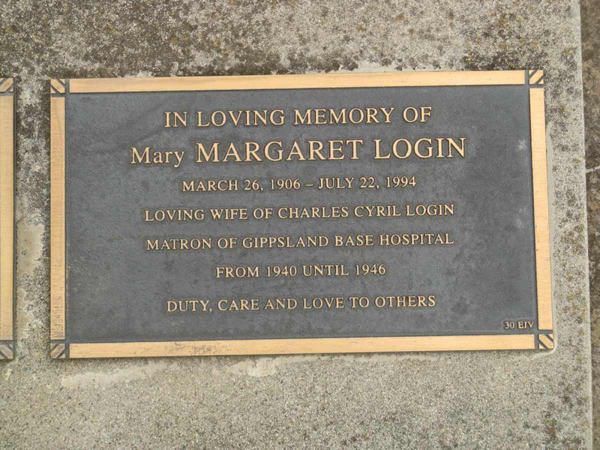 IN LOVING MEMORY OF
Mary MARGARET LOGIN
MARCH 26, 1906 – JULY 22, 1994
LOVING WIFE OF CHARLES CYRIL LOGIN
MATRON OF GIPPSLAND BASE HOSPITAL
FROM 1940 UNTIL 1946
DUTY, CARE AND LOVE TO OTHERS
30 EJV